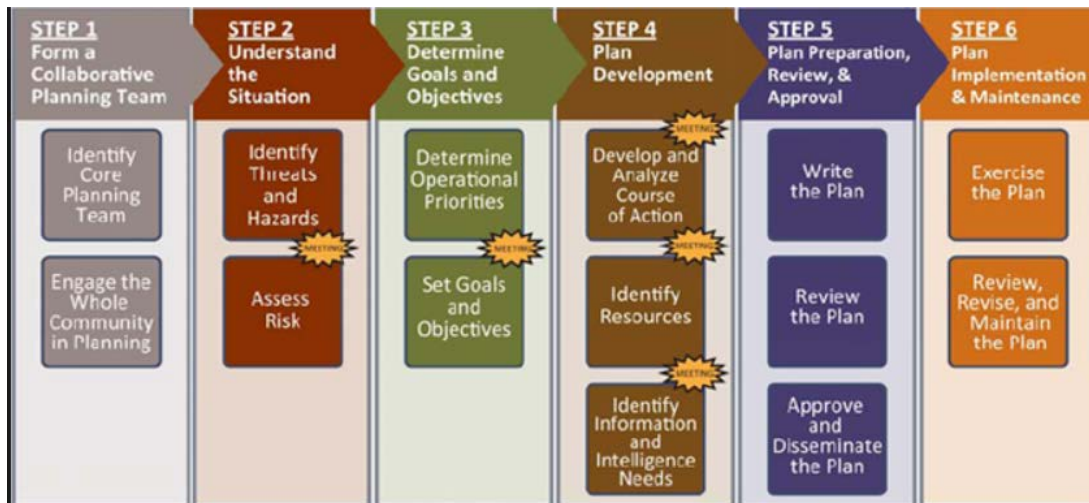 STEP 1
Form a
Collaborative
Planning Team
Identify
Core
Planning
Team
Engage the
Whole
Community
in Planning
STEP 2
Understand
the
Situation
Identify
Threats
and
Hazards
MEETING
Assess
Risk
STEP 3
Determine
Goals and
Objectives
Determine
Operational
Priorities
MEETING
Set Goals
and
Objectives
STEP 4
Plan
Development
MEETING
Develop and
Analyze
Course
of Action
MEETING
Identify
Resources
MEETING
Identify
Information
and
Intelligence
Needs
STEP 5
Plan Preparation,
Review, &
Approval
Write
the Plan
Review
the Plan
Approve
and
Disseminate
the Plan
STEP 6
Plan
Implementation
& Maintenance
Exercise
the Plan
Review,
Revise, and
Maintain
the Plan